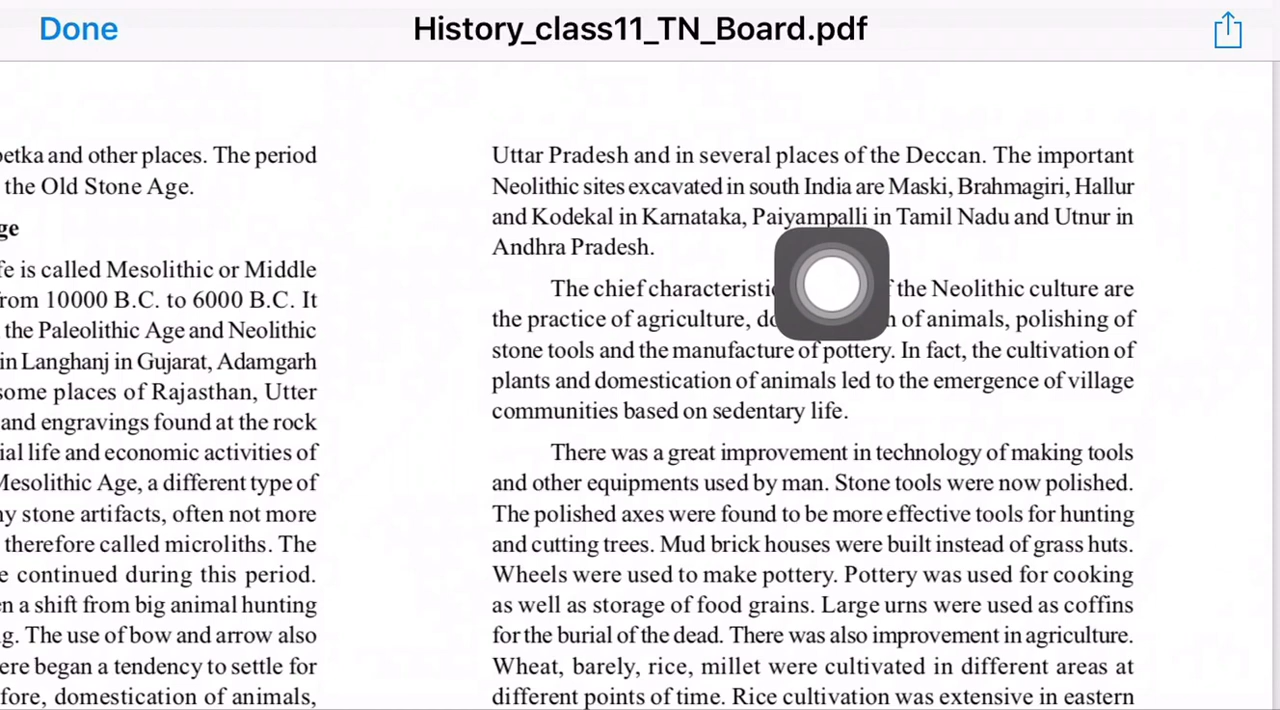 Done
History_class11_TN_Board.pdf
etka and other places. The period
the Old Stone Age.
ge
fe is called Mesolithic or Middle
from 10000 B.C. to 6000 B.C. It
the Paleolithic Age and Neolithic
in Langhanj in Gujarat, Adamgarh
some places of Rajasthan, Utter
and engravings found at the rock
ial life and economic activities of
Mesolithic Age, a different type of
ny stone artifacts, often not more
therefore called microliths. The
e continued during this period.
en a shift from big animal hunting
g. The use of bow and arrow also
ere began a tendency to settle for
fore, domestication of animals,
Uttar Pradesh and in several places of the Deccan. The important
Neolithic sites excavated in south India are Maski, Brahmagiri, Hallur
and Kodekal in Karnataka, Paiyampalli in Tamil Nadu and Utnur in
Andhra Pradesh.
The chief characteristic f the Neolithic culture are
the practice of agriculture, do n of animals, polishing of
stone tools and the manufacture of pottery. In fact, the cultivation of
plants and domestication of animals led to the emergence of village
communities based on sedentary life.
There was a great improvement in technology of making tools
and other equipments used by man. Stone tools were now polished.
The polished axes were found to be more effective tools for hunting
and cutting trees. Mud brick houses were built instead of grass huts.
Wheels were used to make pottery. Pottery was used for cooking
as well as storage of food grains. Large urns were used as coffins
for the burial of the dead. There was also improvement in agriculture.
Wheat, barely, rice, millet were cultivated in different areas at
different points of time. Rice cultivation was extensive in eastern